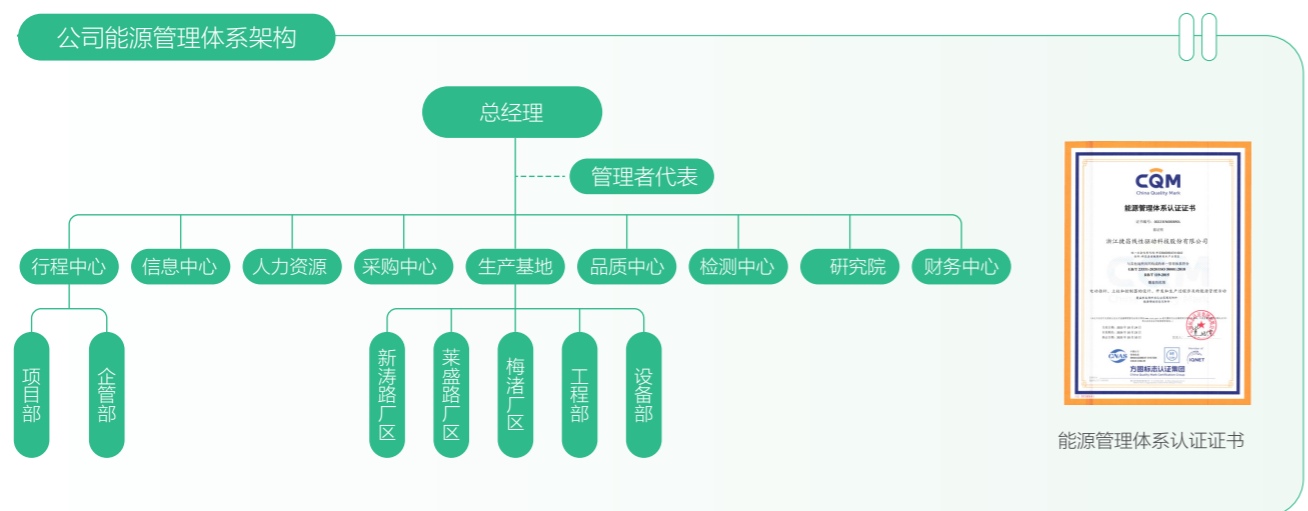 公司能源管理体系架构
总经理
管理者代表
行程中心
信息中心
人力资源
采购中心
生产基地
品质中心
检测中心
研究院
财务中心
项目部
企管部
新涛路厂区
莱盛路厂区
梅渚厂区
工程部
设备部
CQM
China Quality Mark
能源管理体系认证证书
浙江捷昌线性驱动科技股份有限公司
CNAS
IQNET
方圆标志认证集团
能源管理体系认证证书